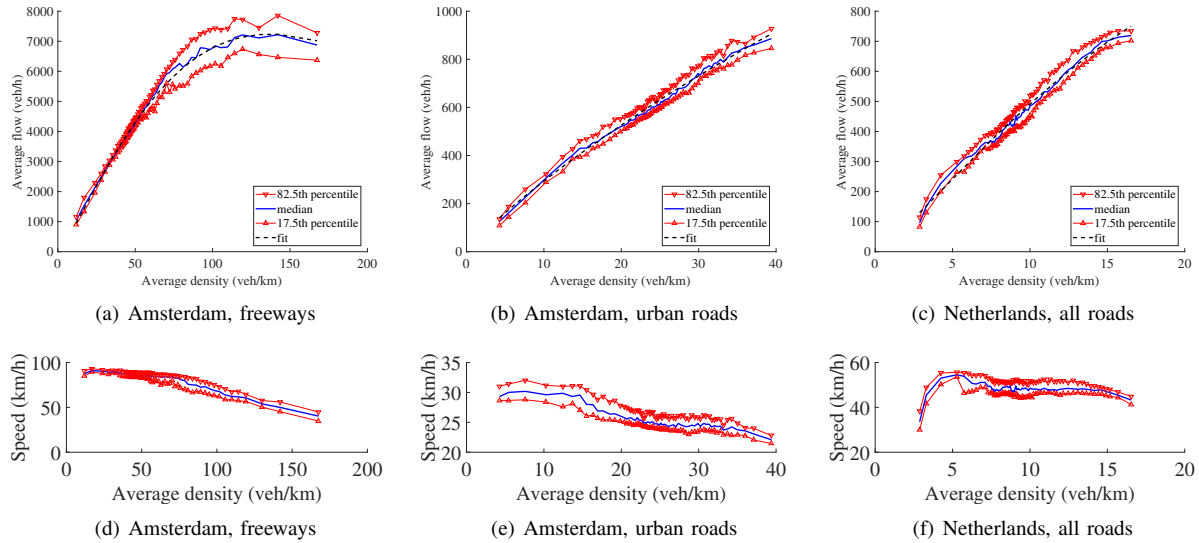 8000
7000
6000
5000
4000
3000
2000
1000
0
Average flow (veh/h)
82.5th percentile
median
17.5th percentile
fit
0 50 100 150 200
Average density (veh/km)
(a) Amsterdam, freeways
1000
800
600
400
200
0
Average flow (veh/h)
82.5th percentile
median
17.5th percentile
fit
0 10 20 30 40
Average density (veh/km)
(b) Amsterdam, urban roads
800
700
600
500
400
300
200
100
0
Average flow (veh/h)
82.5th percentile
median
17.5th percentile
fit
0 5 10 15 20
Average density (veh/km)
(c) Netherlands, all roads
100
50
0
Speed (km/h)
0 50 100 150 200
Average density (veh/km)
(d) Amsterdam, freeways
35
30
25
20
Speed (km/h)
0 10 20 30 40
Average density (veh/km)
(e) Amsterdam, urban roads
60
40
20
Speed (km/h)
0 5 10 15 20
Average density (veh/km)
(f) Netherlands, all roads